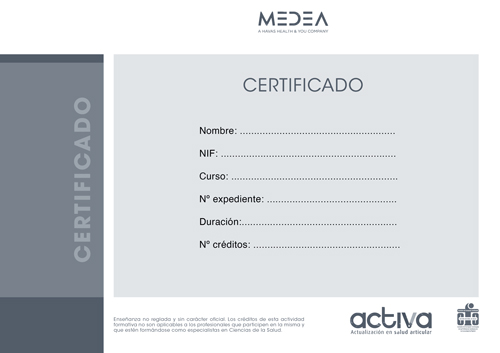 MEDEA
A HAVAS HEALTH & YOU COMPANY
CERTIFICADO
CERTIFICADO
Nombre: ......................................................
NIF: .............................................................
Curso: ..........................................................
Nº expediente: .............................................
Duración:......................................................
Nº créditos: ...................................................
Enseñanza no reglada y sin carácter oficial. Los créditos de esta actividad
formativa no son aplicables a los profesionales que participen en la misma y
que estén formándose como especialistas en Ciencias de la Salud.
activa
Actualización en salud articular